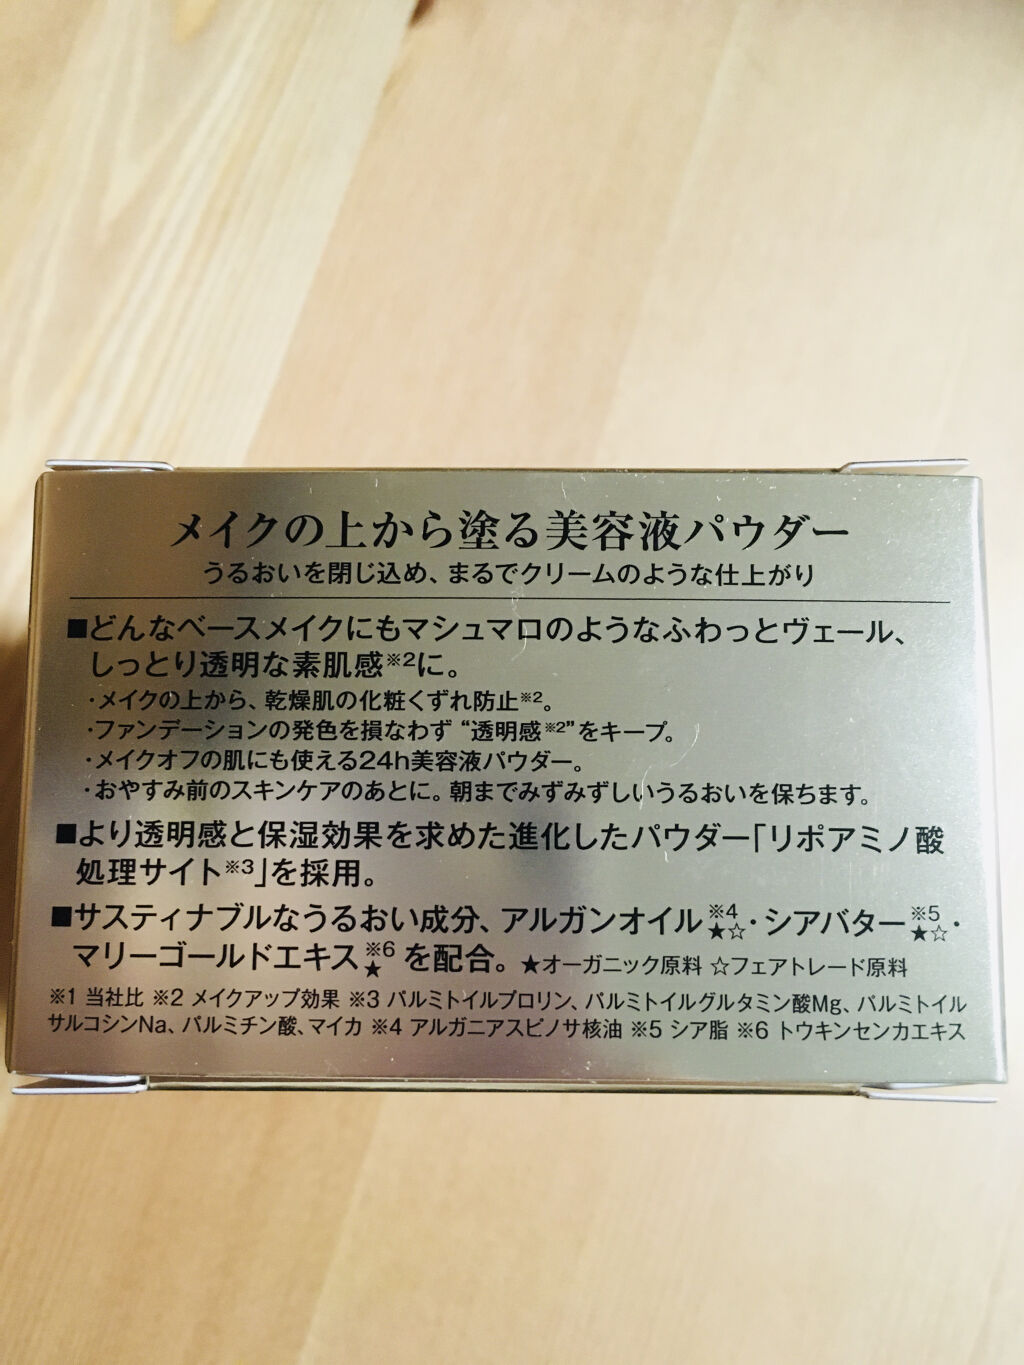 メイクの上から塗る美容液パウダー
うるおいを閉じ込め、まるでクリームのような仕上がり
■どんなベースメイクにもマシュマロのようなふわっとヴェール、
しっとり透明な素肌感※2に。
・メイクの上から、乾燥肌の化粧くずれ防止※2。
・ファンデーションの発色を損なわず“透明感※2”をキープ。
・メイクオフの肌にも使える24h美容液パウダー。
・おやすみ前のスキンケアのあとに。朝までみずみずしいうるおいを保ちます。
■より透明感と保湿効果を求めた進化したパウダー「リポアミノ酸
処理サイト※3」を採用。
■サスティナブルなうるおい成分、アルガンオイル※4★☆・シアバター※5★☆・
マリーゴールドエキス※6★を配合。★オーガニック原料 ☆フェアトレード原料
※1 当社比 ※2 メイクアップ効果 ※3 パルミトイルプロリン、パルミトイルグルタミン酸Mg、パルミトイル
サルコシンNa、パルミチン酸、マイカ ※4 アルガニアスピノサ核油 ※5 シア脂 ※6 トウキンセンカエキス